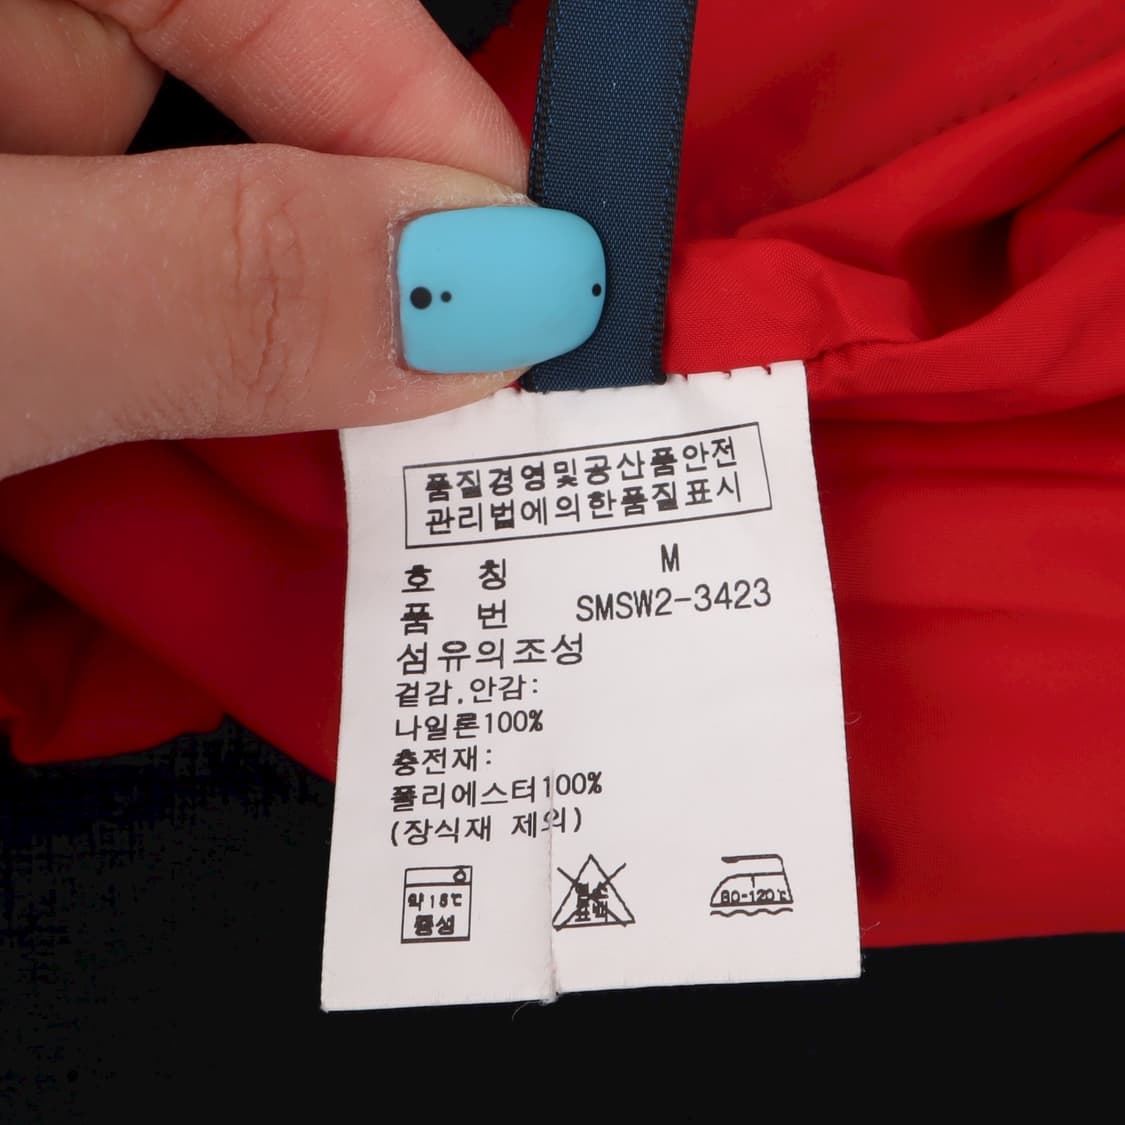 품질경영및공산품안전
관리법에의한품질표시
호 칭 M
품 번 SMSW2-3423
섬유의조성
겉감,안감:
나일론100%
충전재:
폴리에스터100%
(장식재 제외)
80-120℃
중성